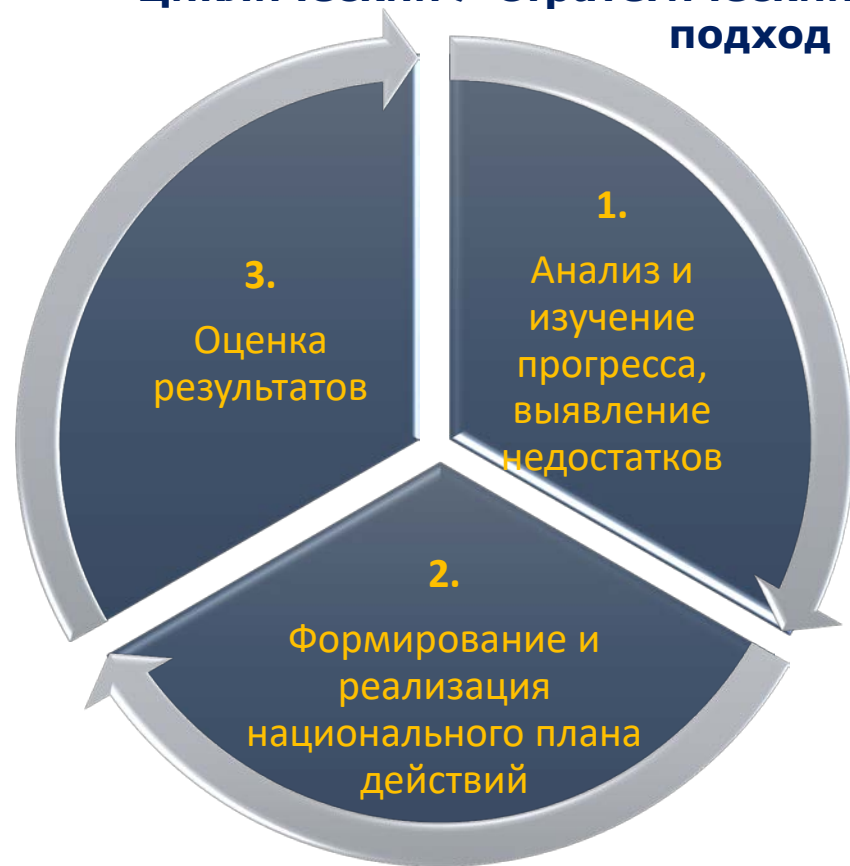 подход
1.
Анализ и
изучение
прогресса,
выявление
недостатков
2.
Формирование и
реализация
национального плана
действий
3.
Оценка
результатов